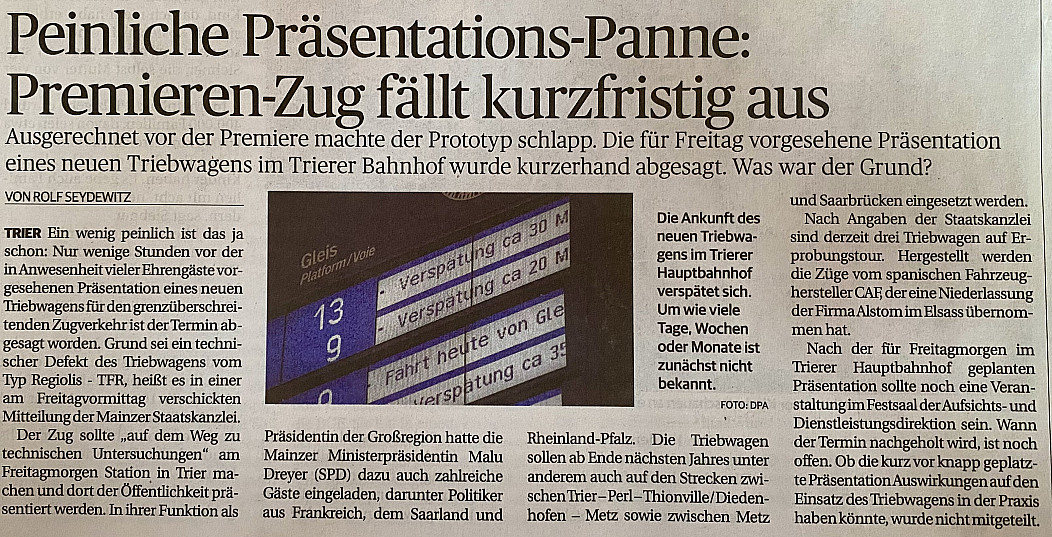 Peinliche Präsentations-Panne:
Premieren-Zug fällt kurzfristig aus
Ausgerechnet vor der Premiere machte der Prototyp schlapp. Die für Freitag vorgesehene Präsentation
eines neuen Triebwagens im Trierer Bahnhof wurde kurzerhand abgesagt. Was war der Grund?
VON ROLF SEYDEWITZ
TRIER Ein wenig peinlich ist das ja
schon: Nur wenige Stunden vor der
in Anwesenheit vieler Ehrengäste vor-
gesehenen Präsentation eines neuen
Triebwagens für den grenzüberschrei-
tenden Zugverkehr ist der Termin ab-
gesagt worden. Grund sei ein techni-
scher Defekt des Triebwagens vom
Typ Regiolis - TFR, heißt es in einer
am Freitagvormittag verschickten
Mitteilung der Mainzer Staatskanzlei.
Der Zug sollte „auf dem Weg zu
technischen Untersuchungen“ am
Freitagmorgen Station in Trier ma-
chen und dort der Öffentlichkeit prä-
sentiert werden. In ihrer Funktion als
Gleis
Platform/Voie
13
- Verspätung ca 30 M
- Verspätung ca 20 M
9
- Fahrt heute von Gle
Verspätung ca 35
Die Ankunft des
neuen Triebwa-
gens im Trierer
Hauptbahnhof
verspätet sich.
Um wie viele
Tage, Wochen
oder Monate ist
zunächst nicht
bekannt.
FOTO: DPA
Präsidentin der Großregion hatte die
Mainzer Ministerpräsidentin Malu
Dreyer (SPD) dazu auch zahlreiche
Gäste eingeladen, darunter Politiker
aus Frankreich, dem Saarland und
Rheinland-Pfalz. Die Triebwagen
sollen ab Ende nächsten Jahres unter
anderem auch auf den Strecken zwi-
schen Trier–Perl–Thionville/Dieden-
hofen – Metz sowie zwischen Metz
und Saarbrücken eingesetzt werden.
Nach Angaben der Staatskanzlei
sind derzeit drei Triebwagen auf Er-
probungstour. Hergestellt werden
die Züge vom spanischen Fahrzeug-
hersteller CAF, der eine Niederlassung
der Firma Alstom im Elsass übernom-
men hat.
Nach der für Freitagmorgen im
Trierer Hauptbahnhof geplanten
Präsentation sollte noch eine Veran-
staltung im Festsaal der Aufsichts- und
Dienstleistungsdirektion sein. Wann
der Termin nachgeholt wird, ist noch
offen. Ob die kurz vor knapp geplatz-
te Präsentation Auswirkungen auf den
Einsatz des Triebwagens in der Praxis
haben könnte, wurde nicht mitgeteilt.